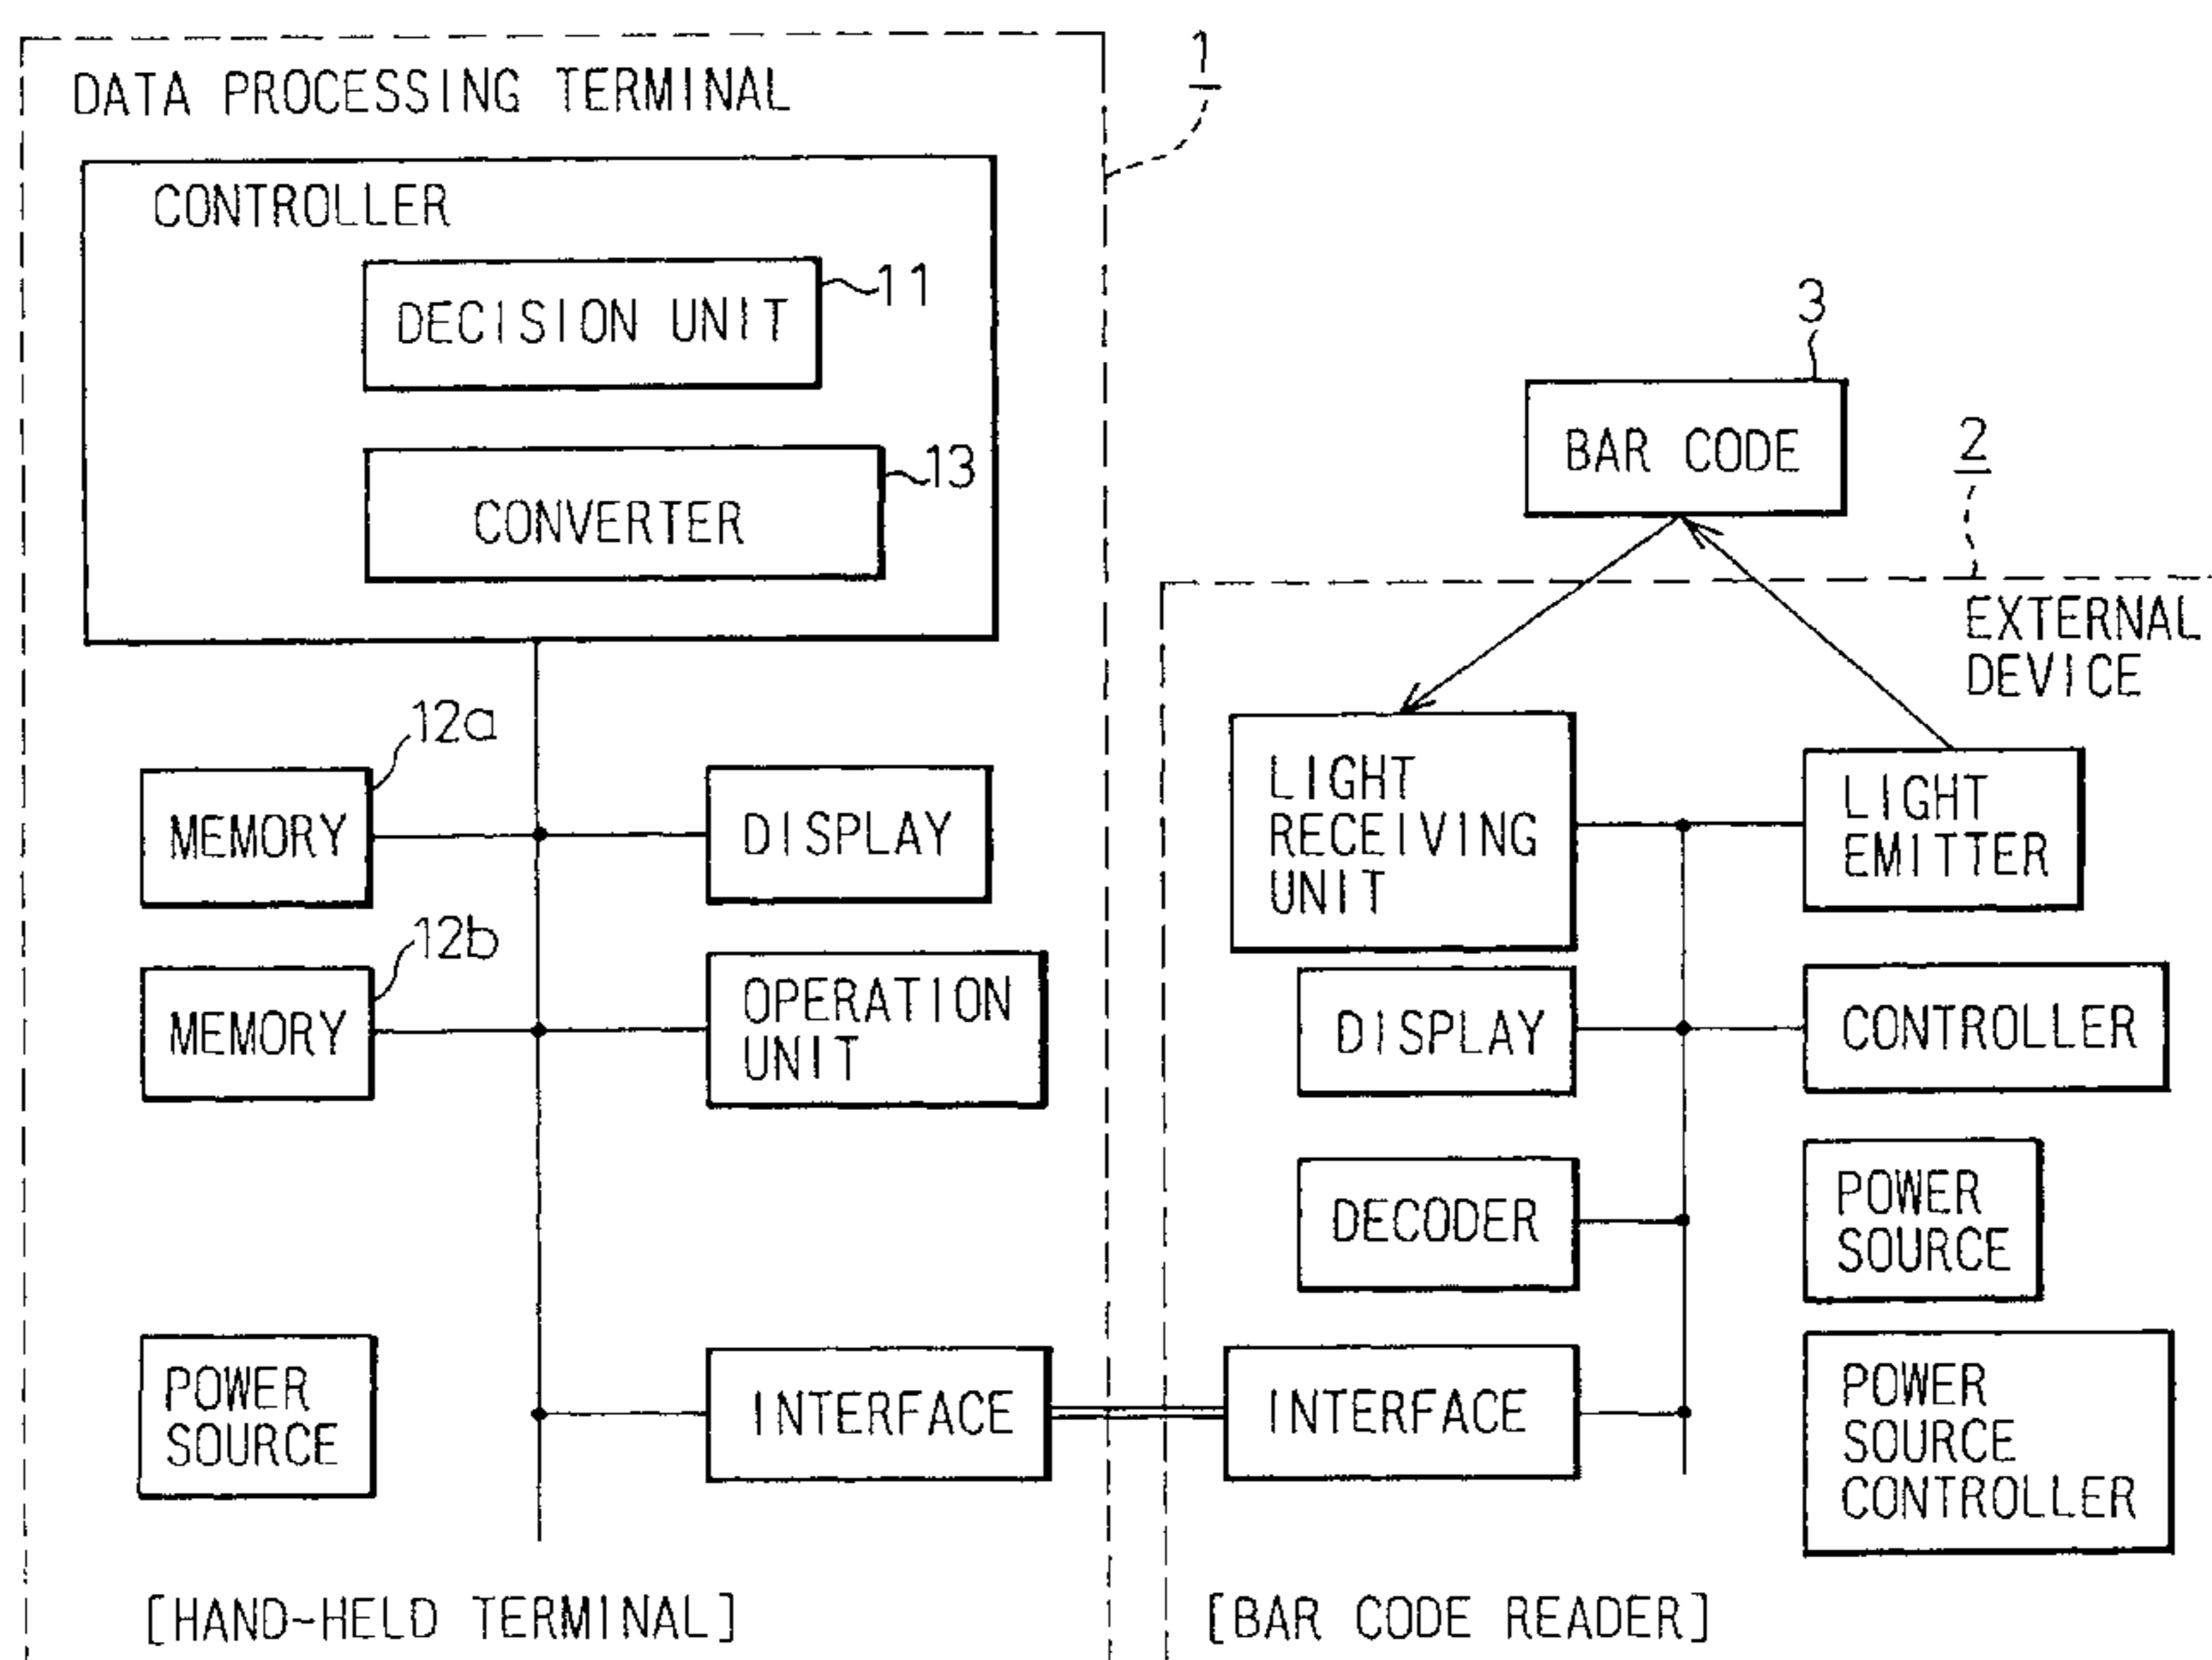 1
DATA PROCESSING TERMINAL
CONTROLLER
DECISION UNIT
11
CONVERTER
13
MEMORY
12a
DISPLAY
MEMORY
12b
OPERATION
UNIT
POWER
SOURCE
INTERFACE
[HAND-HELD TERMINAL]
3
BAR CODE
2
EXTERNAL
DEVICE
LIGHT
RECEIVING
UNIT
LIGHT
EMITTER
DISPLAY
CONTROLLER
DECODER
POWER
SOURCE
INTERFACE
POWER
SOURCE
CONTROLLER
[BAR CODE READER]